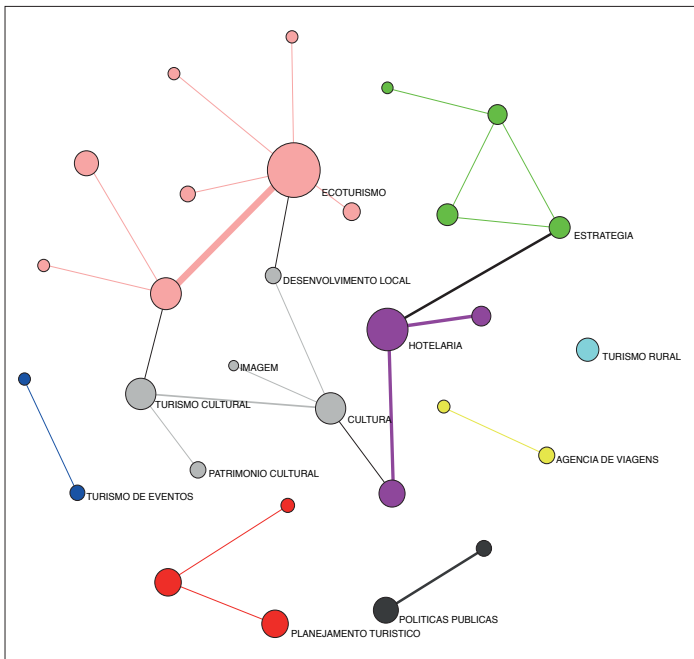 ECOTURISMO
ESTRATEGIA
DESENVOLVIMENTO LOCAL
HOTELARIA
TURISMO RURAL
IMAGEM
TURISMO CULTURAL
CULTURA
AGENCIA DE VIAGENS
PATRIMONIO CULTURAL
TURISMO DE EVENTOS
POLITICAS PUBLICAS
PLANEJAMENTO TURISTICO